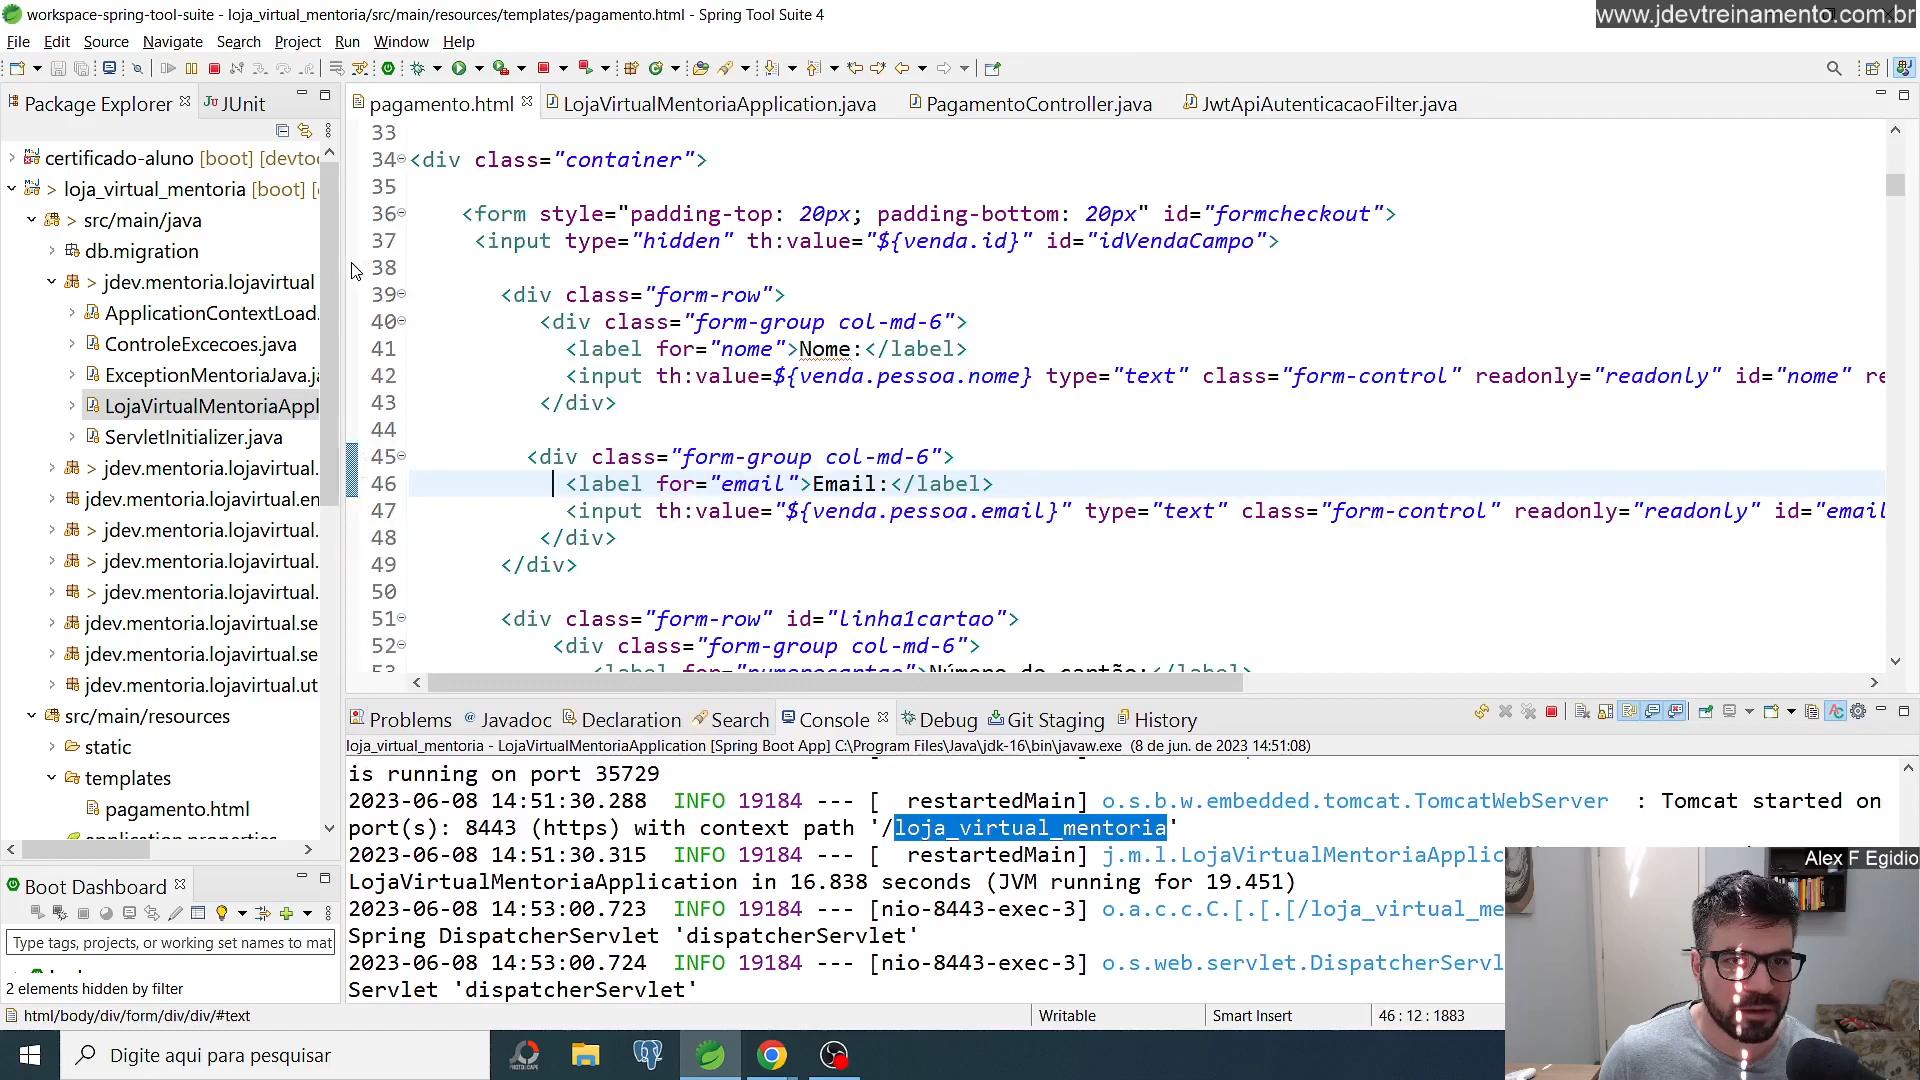 workspace-spring-tool-suite - loja_virtual_mentoria/src/main/resources/templates/pagamento.html - Spring Tool Suite 4
www.jdevtreinamento.com.br
File Edit Source Navigate Search Project Run Window Help
Package Explorer JUnit
pagamento.html LojaVirtualMentoriaApplication.java PagamentoController.java JwtApiAutenticacaoFilter.java
certificado-aluno [boot] [devtoo
loja_virtual_mentoria [boot] [
src/main/java
db.migration
jdev.mentoria.lojavirtual
ApplicationContextLoad.
ControleExcecoes.java
ExceptionMentoriaJava.ja
LojaVirtualMentoriaAppl
ServletInitializer.java
jdev.mentoria.lojavirtual.
jdev.mentoria.lojavirtual.en
jdev.mentoria.lojavirtual.
jdev.mentoria.lojavirtual.
jdev.mentoria.lojavirtual.
jdev.mentoria.lojavirtual.se
jdev.mentoria.lojavirtual.se
jdev.mentoria.lojavirtual.ut
src/main/resources
static
templates
pagamento.html
application.properties
33
34 <div class="container">
35
36 <form style="padding-top: 20px; padding-bottom: 20px" id="formcheckout">
37 <input type="hidden" th:value="${venda.id}" id="idVendaCampo">
38
39 <div class="form-row">
40 <div class="form-group col-md-6">
41 <label for="nome">Nome:</label>
42 <input th:value=${venda.pessoa.nome} type="text" class="form-control" readonly="readonly" id="nome" re
43 </div>
44
45 <div class="form-group col-md-6">
46 <label for="email">Email:</label>
47 <input th:value="${venda.pessoa.email}" type="text" class="form-control" readonly="readonly" id="email
48 </div>
49 </div>
50
51 <div class="form-row" id="linha1cartao">
52 <div class="form-group col-md-6">
53 <label for="numerocartao">Número do cartão:</label>
Problems Javadoc Declaration Search Console Debug Git Staging History
loja_virtual_mentoria - LojaVirtualMentoriaApplication [Spring Boot App] C:\Program Files\Java\jdk-16\bin\javaw.exe (8 de jun. de 2023 14:51:08)
is running on port 35729
2023-06-08 14:51:30.288 INFO 19184 --- [ restartedMain] o.s.b.w.embedded.tomcat.TomcatWebServer : Tomcat started on
port(s): 8443 (https) with context path '/loja_virtual_mentoria'
2023-06-08 14:51:30.315 INFO 19184 --- [ restartedMain] j.m.l.LojaVirtualMentoriaApplic
LojaVirtualMentoriaApplication in 16.838 seconds (JVM running for 19.451)
2023-06-08 14:53:00.723 INFO 19184 --- [nio-8443-exec-3] o.a.c.c.C.[.[.[/loja_virtual_me
Spring DispatcherServlet 'dispatcherServlet'
2023-06-08 14:53:00.724 INFO 19184 --- [nio-8443-exec-3] o.s.web.servlet.DispatcherServl
Servlet 'dispatcherServlet'
Alex F Egidio
Boot Dashboard
Type tags, projects, or working set names to mat
2 elements hidden by filter
html/body/div/form/div/div/#text
Writable
Smart Insert
46 : 12 : 1883
Digite aqui para pesquisar